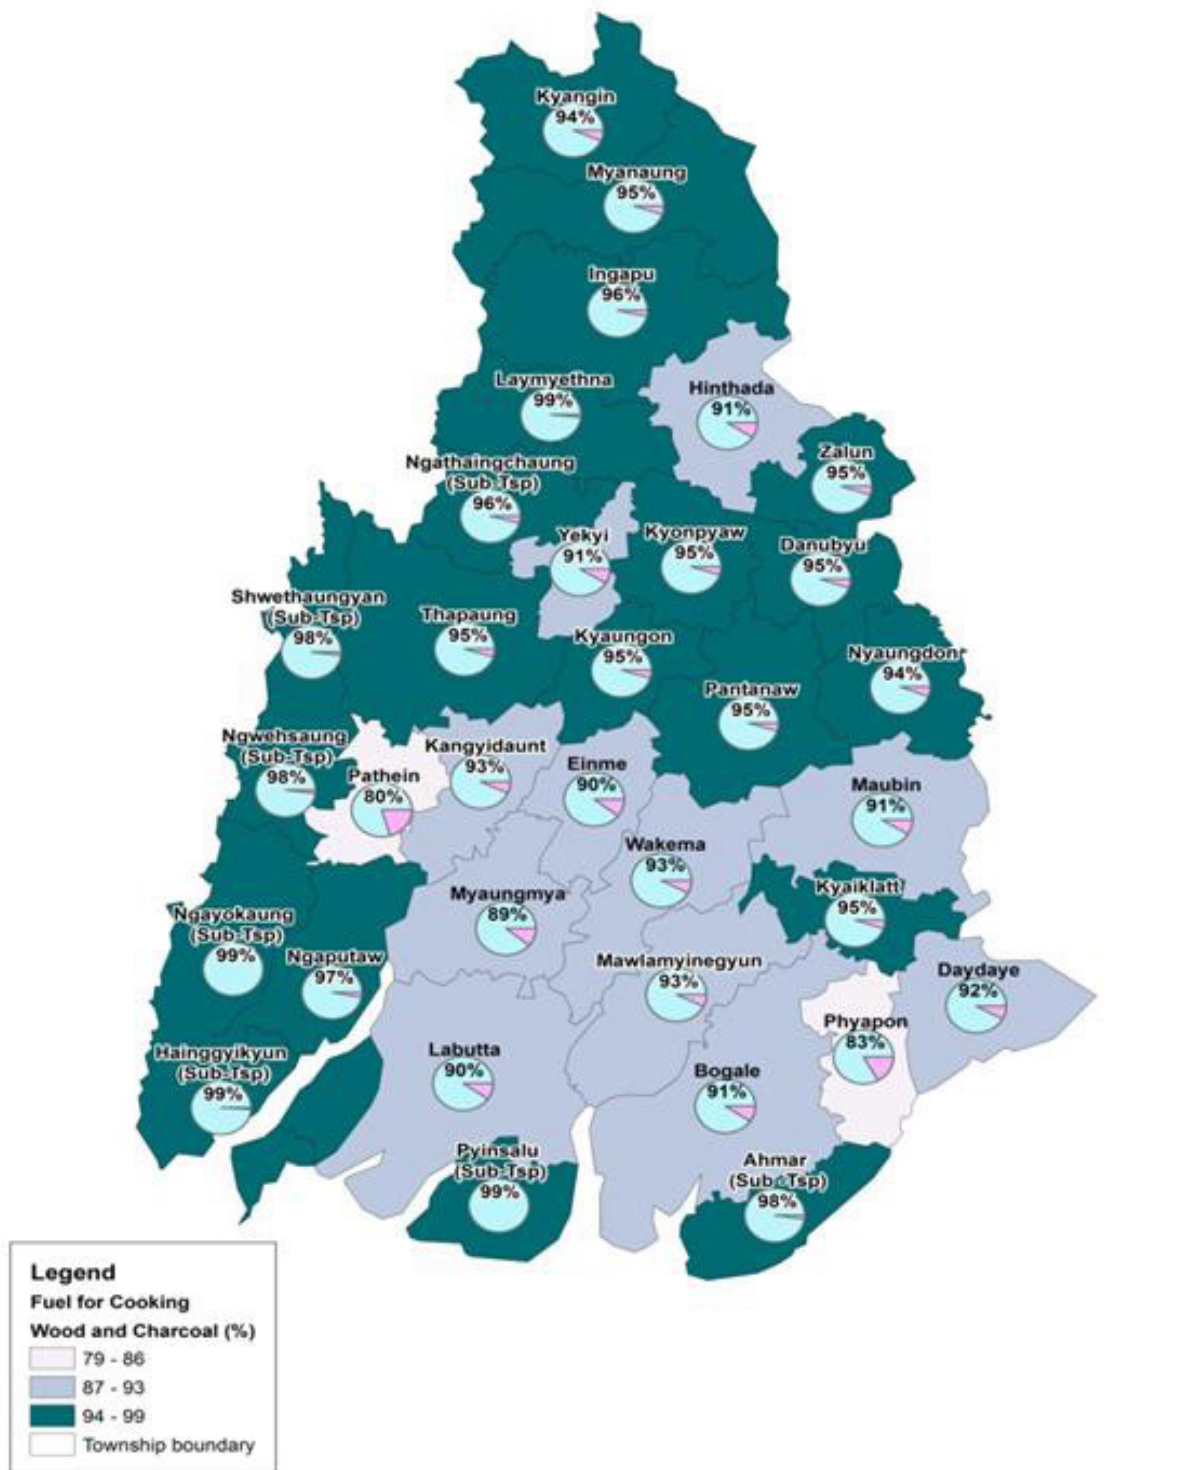 Kyangin
94%
Myanaung
95%
Ingapu
96%
Laymyethna
99%
Hinthada
91%
Zalun
95%
Ngathaingchaung
(Sub-Tsp)
96%
Yekyi
91%
Kyonpyaw
95%
Danubyu
95%
Shwethaungyan
(Sub-Tsp)
98%
Thapaung
95%
Kyaungon
95%
Nyaungdon
94%
Pantanaw
95%
Ngwehsaung
(Sub-Tsp)
98%
Pathein
80%
Kangyidaunt
93%
Einme
90%
Maubin
91%
Wakema
93%
Kyaiklatt
95%
Myaungmya
89%
Ngayokaung
(Sub-Tsp)
99%
Ngaputaw
97%
Mawlamyinegyun
93%
Daydaye
92%
Phyapon
83%
Hainggyikyun
(Sub-Tsp)
99%
Labutta
90%
Bogale
91%
Pyinsalu
(Sub-Tsp)
99%
Ahmar
(Sub-Tsp)
98%
Legend
Fuel for Cooking
Wood and Charcoal (%)
79 - 86
87 - 93
94 - 99
Township boundary